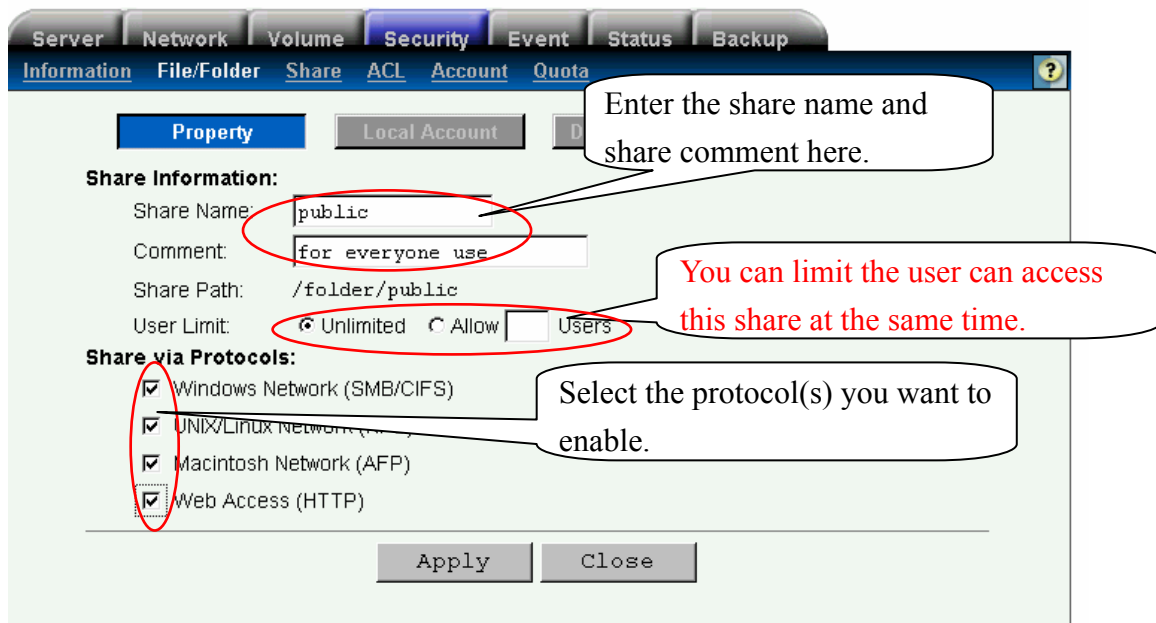 Server Network Volume Security Event Status Backup
Information File/Folder Share ACL Account Quota ?
Property Local Account D
Enter the share name and
share comment here.
Share Information:
Share Name: public
Comment: for everyone use
Share Path: /folder/public
User Limit: Unlimited Allow Users
You can limit the user can access
this share at the same time.
Share via Protocols:
Windows Network (SMB/CIFS)
UNIX/Linux Network
Macintosh Network (AFP)
Web Access (HTTP)
Select the protocol(s) you want to
enable.
Apply Close